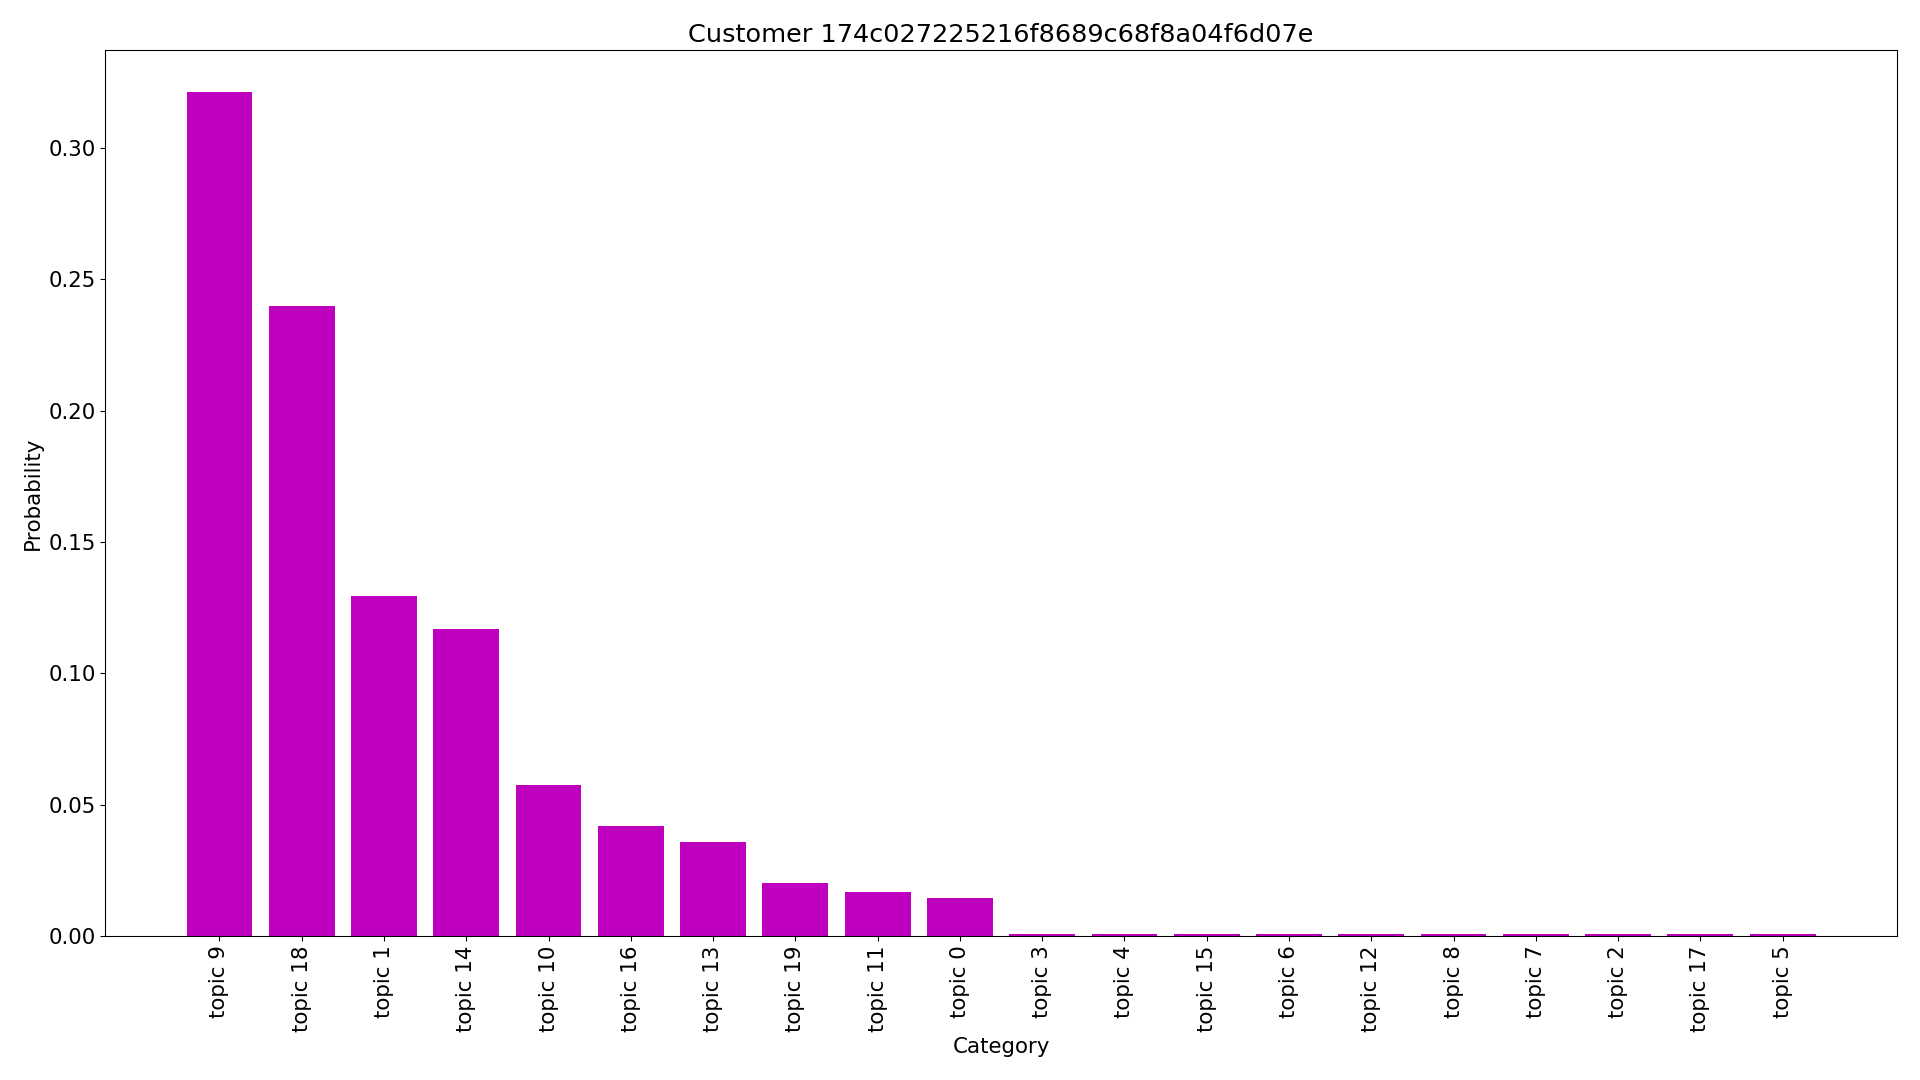 Customer 174c027225216f8689c68f8a04f6d07e
Probability
0.30
0.25
0.20
0.15
0.10
0.05
0.00
topic 9
topic 18
topic 1
topic 14
topic 10
topic 16
topic 13
topic 19
topic 11
topic 0
topic 3
topic 4
topic 15
topic 6
topic 12
topic 8
topic 7
topic 2
topic 17
topic 5
Category